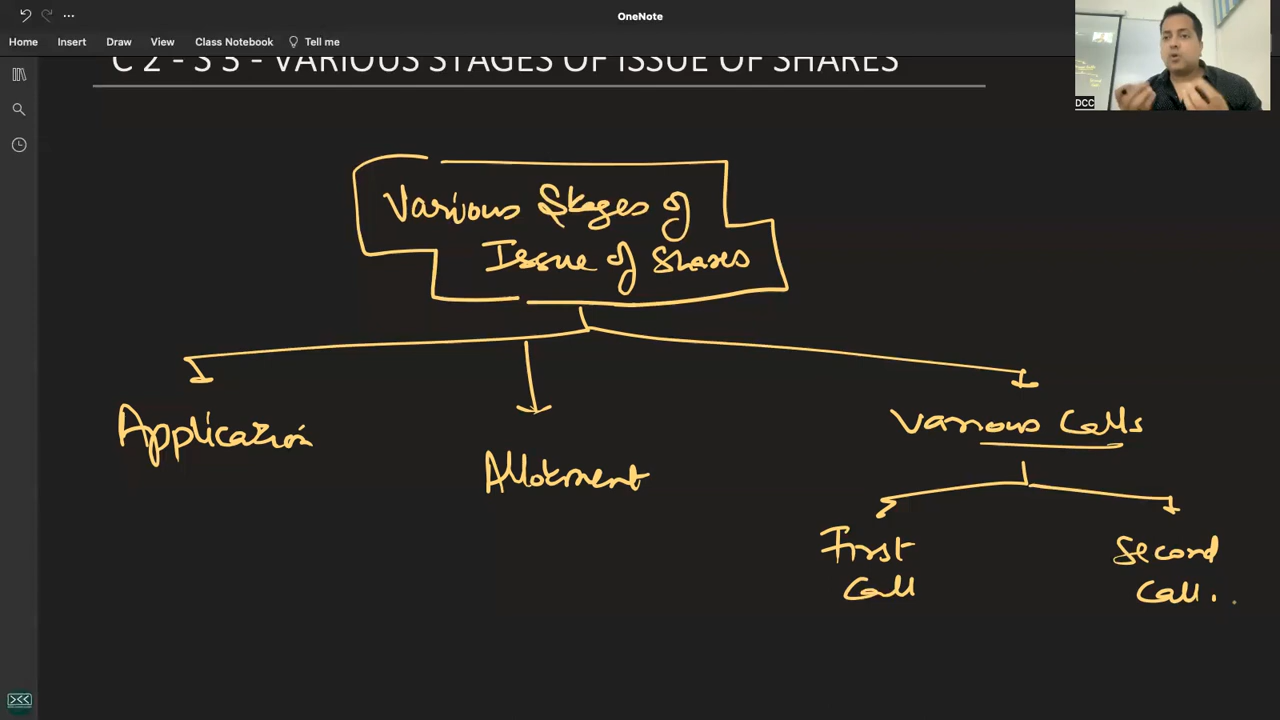 OneNote
Home Insert Draw View Class Notebook Tell me
C 2 - S 3 - VARIOUS STAGES OF ISSUE OF SHARES
DCC
Various Stages of
Issue of Shares
Application
Allotment
Various Calls
First
Call
Second
Call.